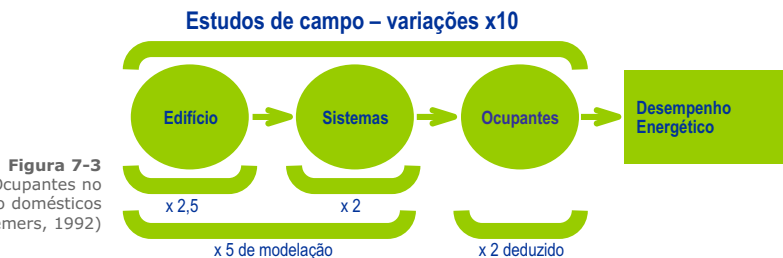 Estudos de campo – variações x10
Edifício
Sistemas
Ocupantes
Desempenho
Energético
Figura 7-3
Ocupantes no
domésticos
1992)
x 2,5
x 2
x 5 de modelação
x 2 deduzido